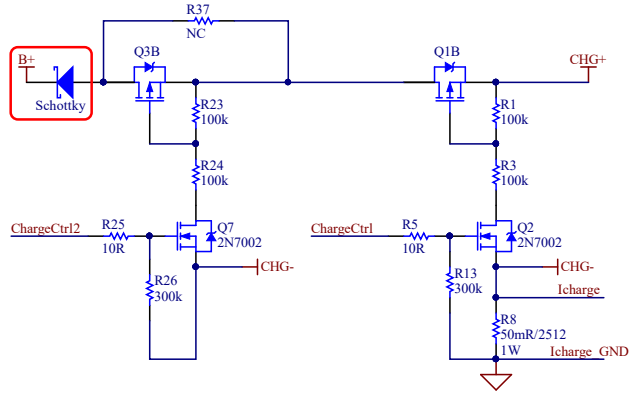 R37
NC
B+
Q3B
Q1B
CHG+
Schottky
R23
100k
R1
100k
R24
100k
R3
100k
ChargeCtrl2
R25
10R
Q7
2N7002
ChargeCtrl
R5
10R
Q2
2N7002
R26
300k
CHG-
R13
300k
CHG-
Icharge
R8
50mR/2512
1W
Icharge_GND